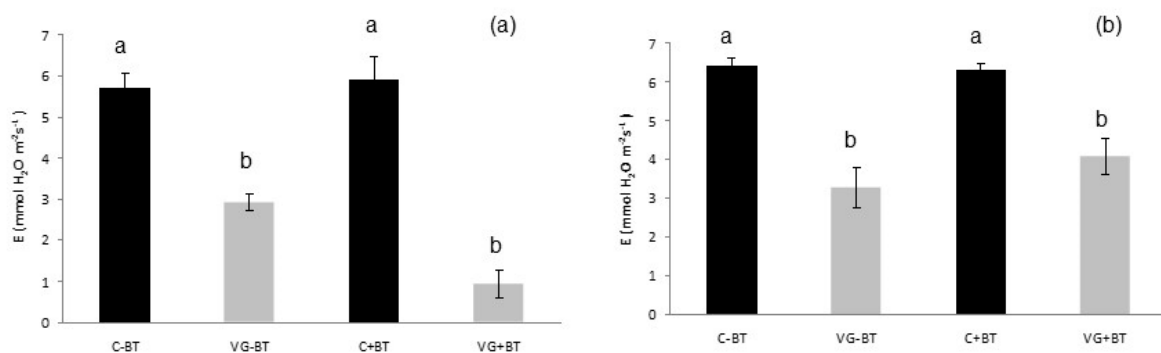 (a)
a
a
b
b
7
6
5
4
3
2
1
0
E (mmol H₂O m⁻²s⁻¹)
C-BT VG-BT C+BT VG+BT
(b)
a
a
b
b
7
6
5
4
3
2
1
0
E (mmol H₂O m⁻²s⁻¹)
C-BT VG-BT C+BT VG+BT